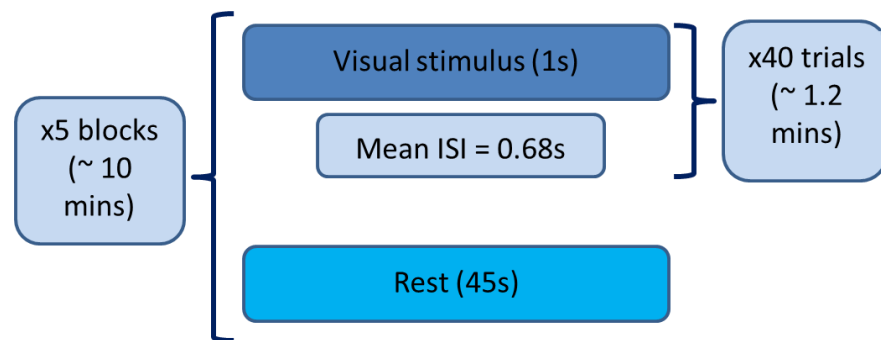 Visual stimulus (1s)
x40 trials
(~ 1.2
mins)
x5 blocks
(~ 10
mins)
Mean ISI = 0.68s
Rest (45s)